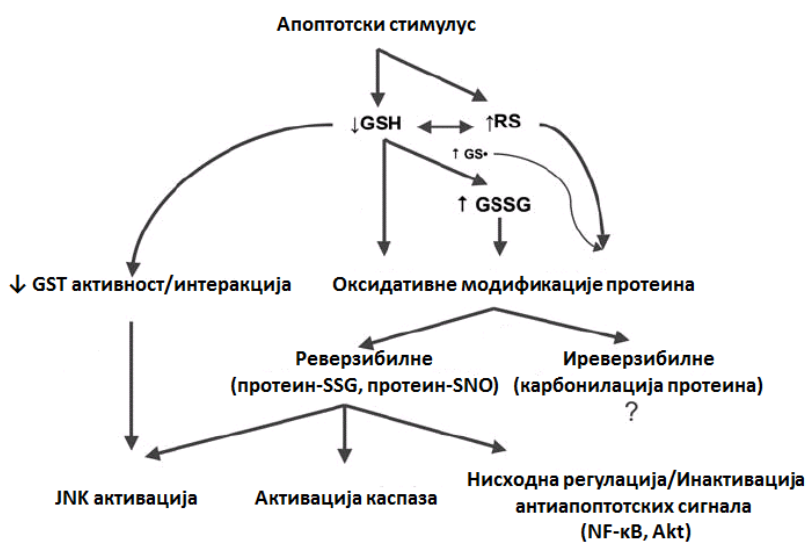 Апоптотски стимулус
↓GSH
↑RS
↑ GS•
↑ GSSG
↓ GST активност/интеракција
Оксидативне модификације протеина
Реверзибилне
(протеин-SSG, протеин-SNO)
Иреверзибилне
(карбонилација протеина)
?
JNK активација
Активација каспаза
Нисходна регулација/Инактивација
антиапоптотских сигнала
(NF-κB, Akt)